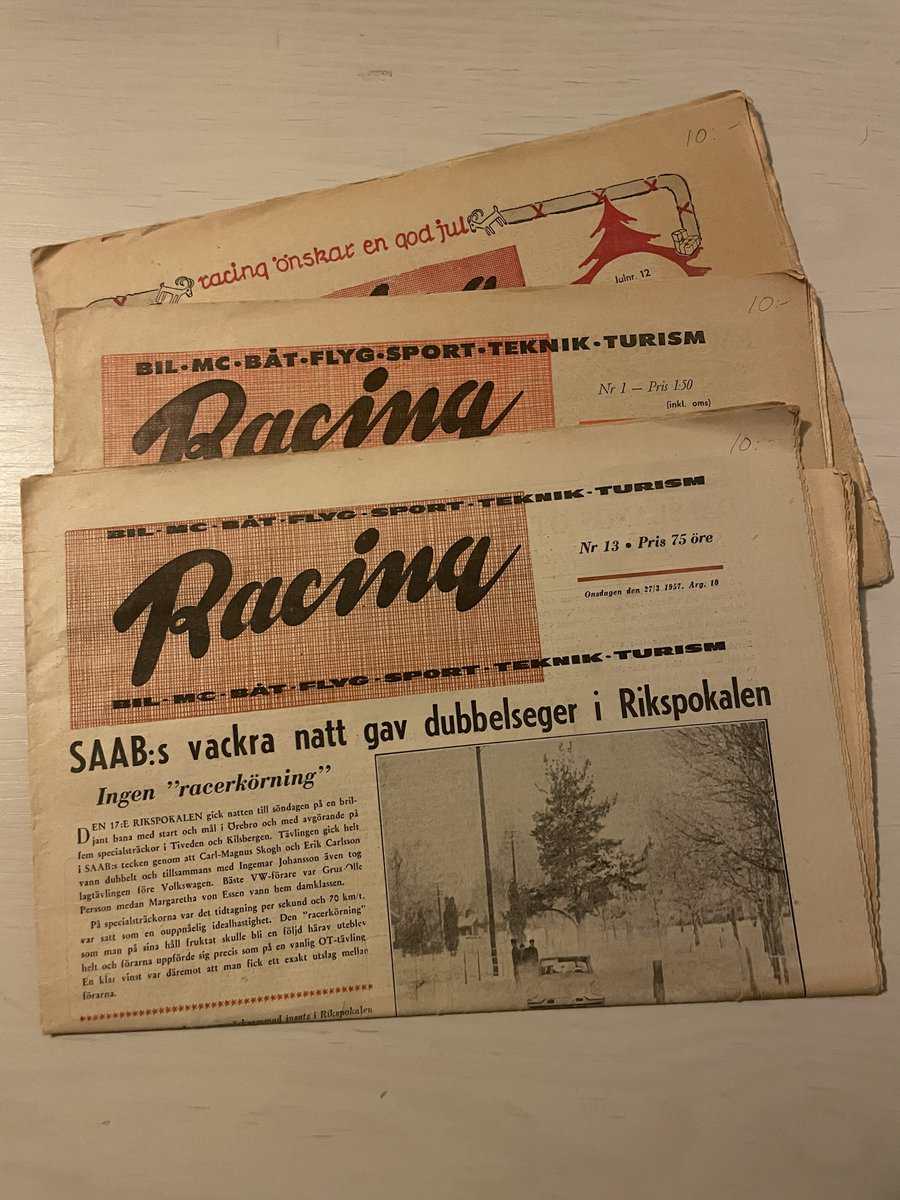 10:-
racing önskar en god jul
Julnr. 12
10:-
BIL·MC·BÅT·FLYG·SPORT·TEKNIK·TURISM
Racing
Nr 1 — Pris 1:50
(inkl. oms)
10:-
BIL-MC-BÅT-FLYG-SPORT-TEKNIK-TURISM
Racing
Nr 13 • Pris 75 öre
Onsdagen den 27/3 1957. Arg. 10
BIL-MC-BÅT-FLYG-SPORT-TEKNIK-TURISM
SAAB:s vackra natt gav dubbelseger i Rikspokalen
Ingen "racerkörning"
DEN 17:E RIKSPOKALEN gick natten till söndagen på en bril-
jant bana med start och mål i Örebro och med avgörande på
fem specialsträckor i Tiveden och Kilsbergen. Tävlingen gick helt
i SAAB:s tecken genom att Carl-Magnus Skogh och Erik Carlsson
vann dubbelt och tillsammans med Ingemar Johansson även tog
lagtävlingen före Volkswagen. Bäste VW-förare var Grus-Olle
Persson medan Margaretha von Essen vann hem damklassen.
På specialsträckorna var det tidtagning per sekund och 70 km/t.
var satt som en ouppnåelig idealhastighet. Den "racerkörning"
som man på sina håll fruktat skulle bli en följd härav uteblev
helt och förarna uppförde sig precis som på en vanlig OT-tävling
En klar vinst var däremot att man fick ett exakt utslag mellan
förarna.
insats i Rikspokalen